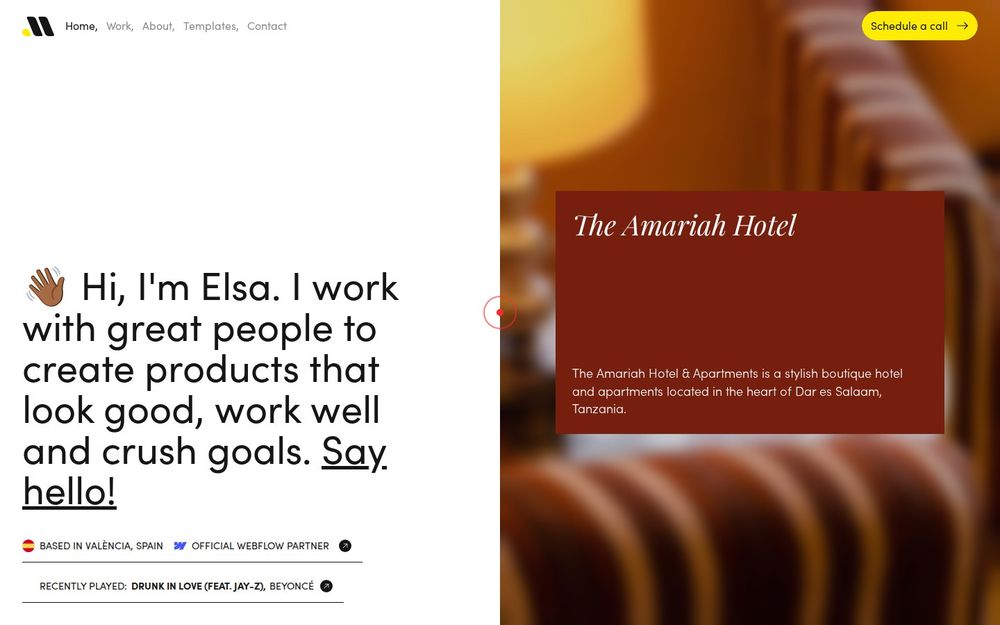 Home, Work, About, Templates, Contact
Schedule a call
👋🏾 Hi, I'm Elsa. I work
with great people to
create products that
look good, work well
and crush goals. Say
hello!
BASED IN VALÈNCIA, SPAIN OFFICIAL WEBFLOW PARTNER
RECENTLY PLAYED: DRUNK IN LOVE (FEAT. JAY-Z), BEYONCÉ
The Amariah Hotel
The Amariah Hotel & Apartments is a stylish boutique hotel
and apartments located in the heart of Dar es Salaam,
Tanzania.